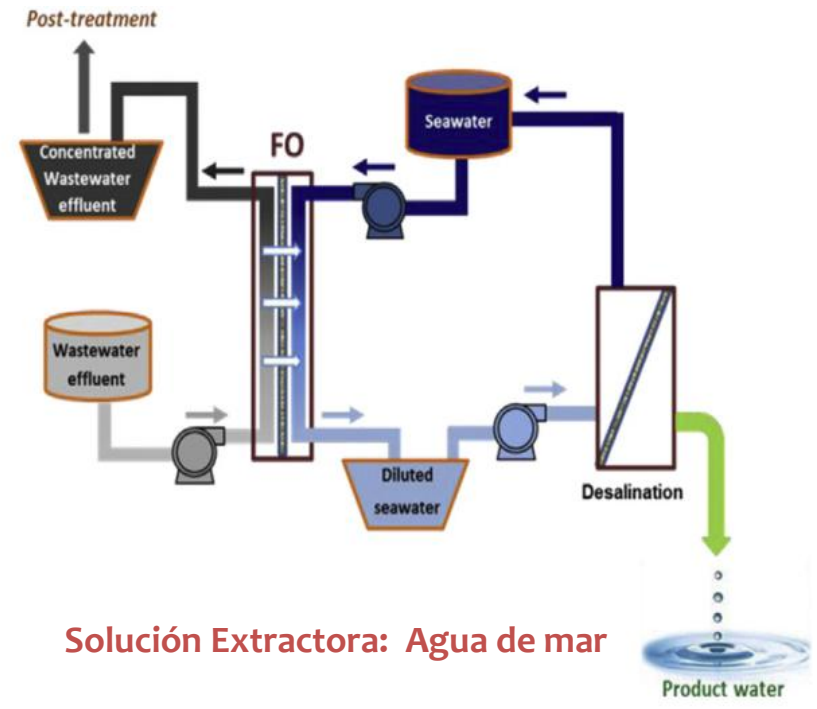 Post-treatment
Seawater
FO
Concentrated
Wastewater
effluent
Wastewater
effluent
Diluted
seawater
Desalination
Solución Extractora: Agua de mar
Product water